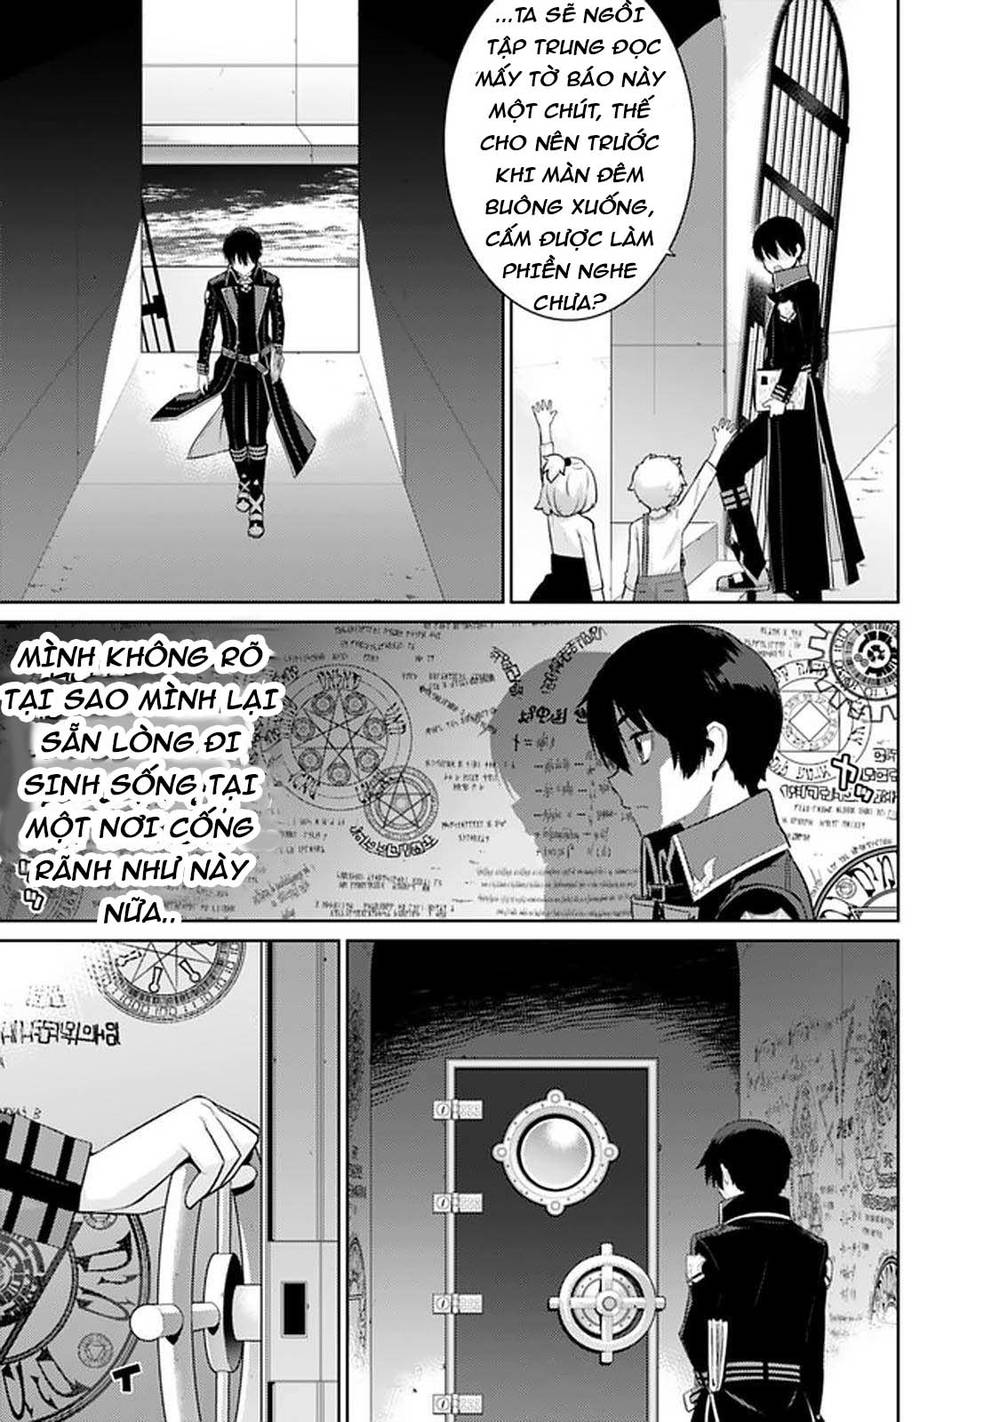 ...TA SẼ NGỒI
TẬP TRUNG ĐỌC
MẤY TỜ BÁO NÀY
MỘT CHÚT, THẾ
CHO NÊN TRƯỚC
KHI MÀN ĐÊM
BUÔNG XUỐNG,
CẤM ĐƯỢC LÀM
PHIỀN NGHE
CHƯA?
MÌNH KHÔNG RÕ
TẠI SAO MÌNH LẠI
SẴN LÒNG ĐI
SINH SỐNG TẠI
MỘT NƠI CỐNG
RÃNH NHƯ NÀY
NỮA..